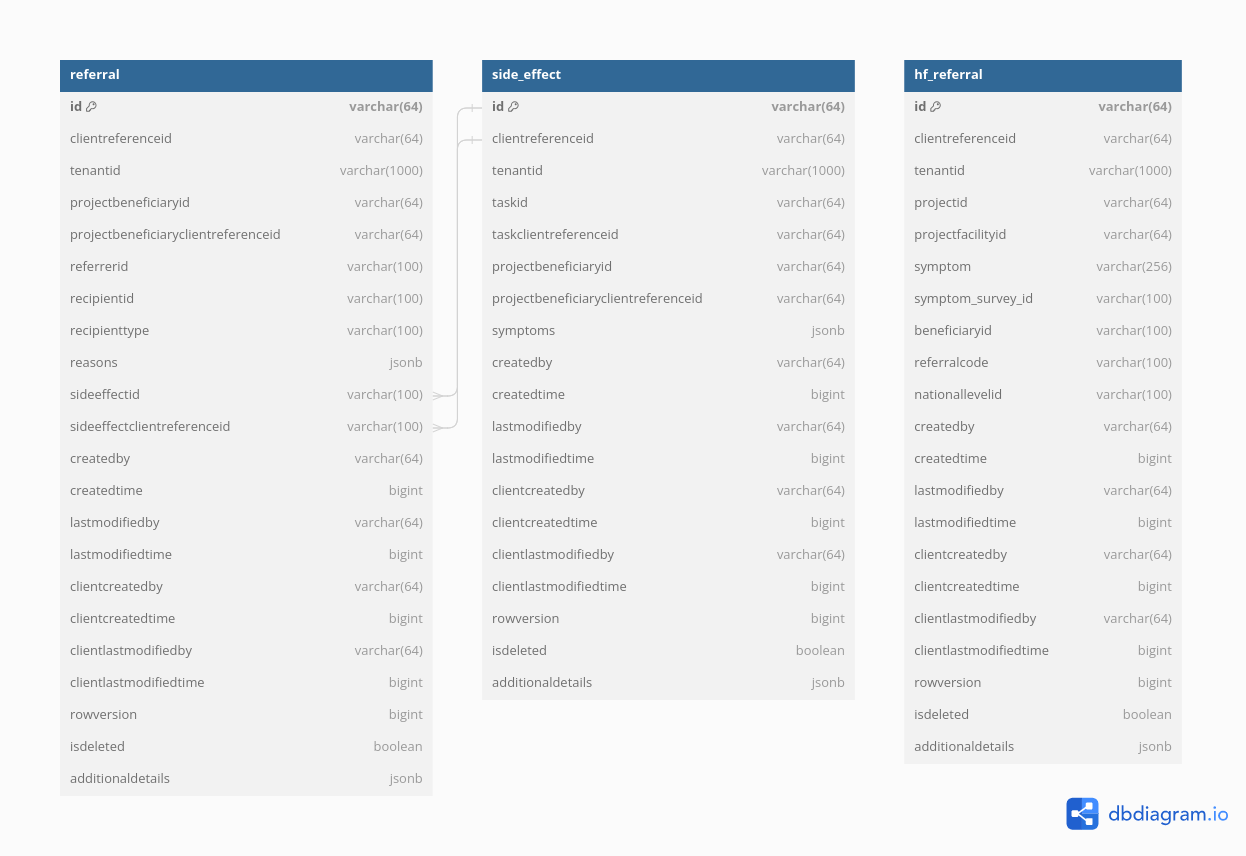 referral
id varchar(64)
clientreferenceid varchar(64)
tenantid varchar(1000)
projectbeneficiaryid varchar(64)
projectbeneficiaryclientreferenceid varchar(64)
referrerid varchar(100)
recipientid varchar(100)
recipienttype varchar(100)
reasons jsonb
sideeffectid varchar(100)
sideeffectclientreferenceid varchar(100)
createdby varchar(64)
createdtime bigint
lastmodifiedby varchar(64)
lastmodifiedtime bigint
clientcreatedby varchar(64)
clientcreatedtime bigint
clientlastmodifiedby varchar(64)
clientlastmodifiedtime bigint
rowversion bigint
isdeleted boolean
additionaldetails jsonb
side_effect
id varchar(64)
clientreferenceid varchar(64)
tenantid varchar(1000)
taskid varchar(64)
taskclientreferenceid varchar(64)
projectbeneficiaryid varchar(64)
projectbeneficiaryclientreferenceid varchar(64)
symptoms jsonb
createdby varchar(64)
createdtime bigint
lastmodifiedby varchar(64)
lastmodifiedtime bigint
clientcreatedby varchar(64)
clientcreatedtime bigint
clientlastmodifiedby varchar(64)
clientlastmodifiedtime bigint
rowversion bigint
isdeleted boolean
additionaldetails jsonb
hf_referral
id varchar(64)
clientreferenceid varchar(64)
tenantid varchar(1000)
projectid varchar(64)
projectfacilityid varchar(64)
symptom varchar(256)
symptom_survey_id varchar(100)
beneficiaryid varchar(100)
referralcode varchar(100)
nationallevelid varchar(100)
createdby varchar(64)
createdtime bigint
lastmodifiedby varchar(64)
lastmodifiedtime bigint
clientcreatedby varchar(64)
clientcreatedtime bigint
clientlastmodifiedby varchar(64)
clientlastmodifiedtime bigint
rowversion bigint
isdeleted boolean
additionaldetails jsonb
dbdiagram.io